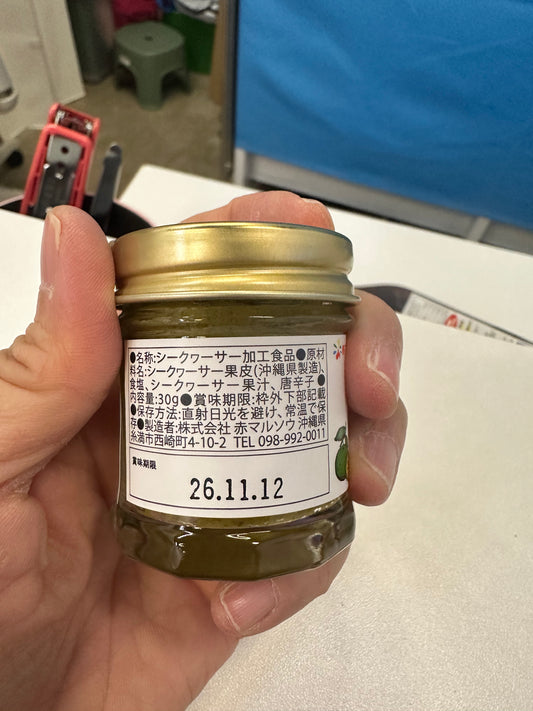 ●名称:シークヮーサー加工食品●原材
料名:シークヮーサー果皮(沖縄県製造)、
食塩、シークヮーサー果汁、唐辛子●
内容量:30g●賞味期限:枠外下部記載
●保存方法:直射日光を避け、常温で保
存●製造者:株式会社 赤マルソウ 沖縄県
糸満市西崎町4-10-2 TEL 098-992-0011
賞味期限
26.11.12